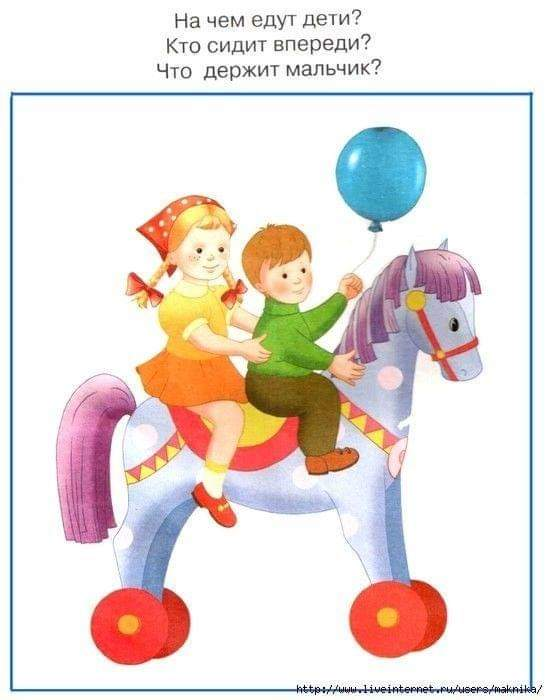 На чем едут дети?
Кто сидит впереди?
Что держит мальчик?
http://www.liveinternet.ru/users/maknika/